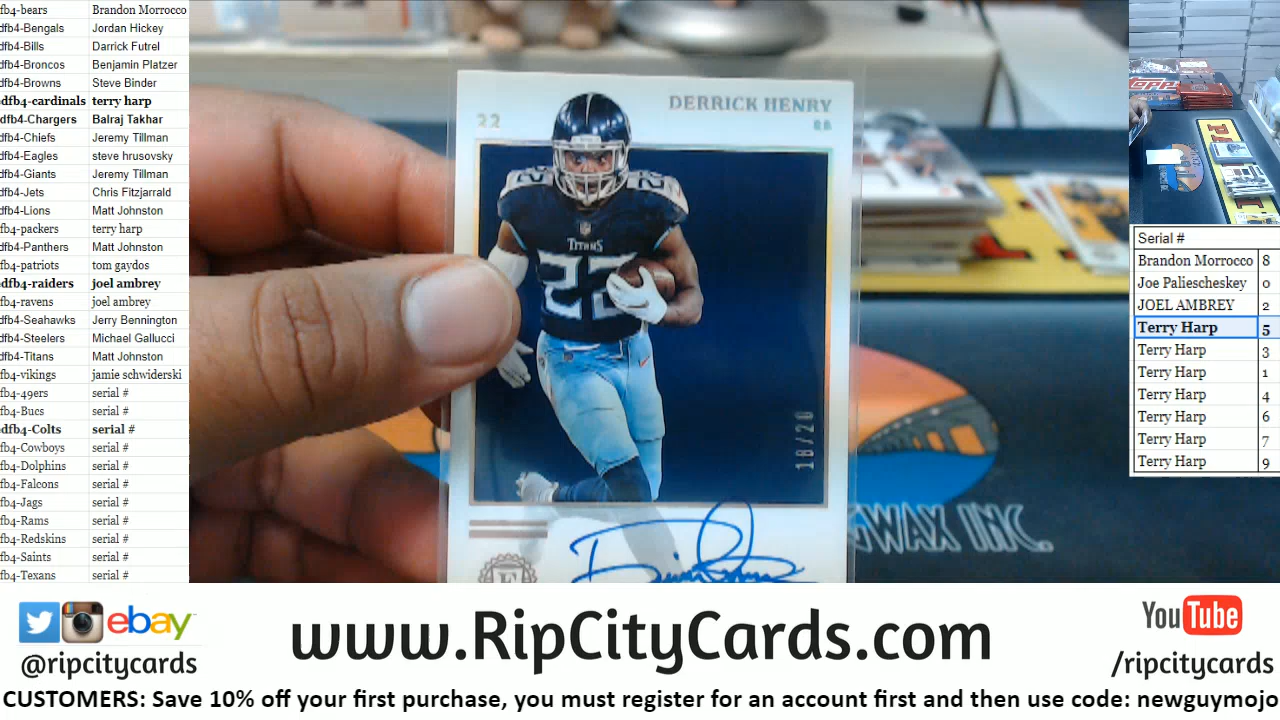 fb4-bears Brandon Morrocco
dfb4-Bengals Jordan Hickey
dfb4-Bills Darrick Futrel
dfb4-Broncos Benjamin Platzer
dfb4-Browns Steve Binder
dfb4-cardinals terry harp
dfb4-Chargers Balraj Takhar
dfb4-Chiefs Jeremy Tillman
dfb4-Eagles steve hrusovsky
dfb4-Giants Jeremy Tillman
dfb4-Jets Chris Fitzjarrald
dfb4-Lions Matt Johnston
fb4-packers terry harp
dfb4-Panthers Matt Johnston
fb4-patriots tom gaydos
dfb4-raiders joel ambrey
fb4-ravens joel ambrey
dfb4-Seahawks Jerry Bennington
dfb4-Steelers Michael Gallucci
dfb4-Titans Matt Johnston
fb4-vikings jamie schwiderski
fb4-49ers serial #
fb4-Bucs serial #
dfb4-Colts serial #
fb4-Cowboys serial #
fb4-Dolphins serial #
fb4-Falcons serial #
fb4-Jags serial #
fb4-Rams serial #
fb4-Redskins serial #
fb4-Saints serial #
fb4-Texans serial #
DERRICK HENRY
22
RB
TITANS
22
18/20
E
GWAX INC.
TOPPS
Serial #
Brandon Morrocco 8
Joe Paliescheskey 0
JOEL AMBREY 2
Terry Harp 5
Terry Harp 3
Terry Harp 1
Terry Harp 4
Terry Harp 6
Terry Harp 7
Terry Harp 9
ebay
@ripcitycards
www.RipCityCards.com
YouTube
/ripcitycards
CUSTOMERS: Save 10% off your first purchase, you must register for an account first and then use code: newguymojo